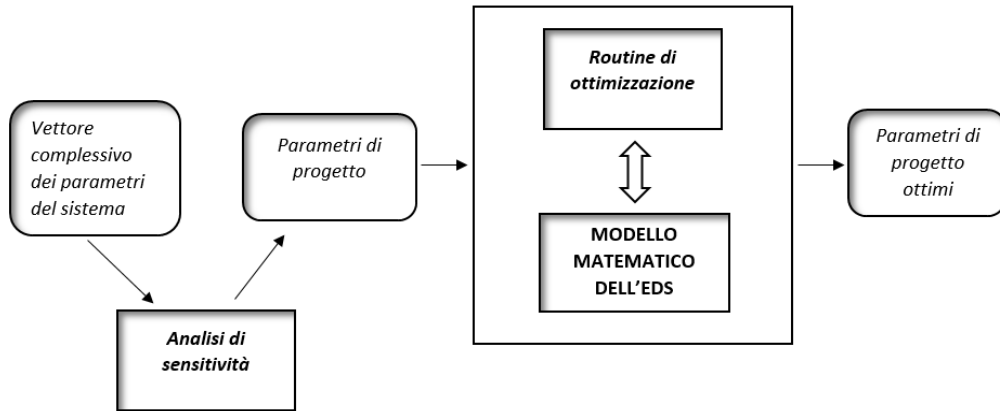 Vettore
complessivo
dei parametri
del sistema
Analisi di
sensitività
Parametri di
progetto
Routine di
ottimizzazione
MODELLO
MATEMATICO
DELL'EDS
Parametri di
progetto
ottimi